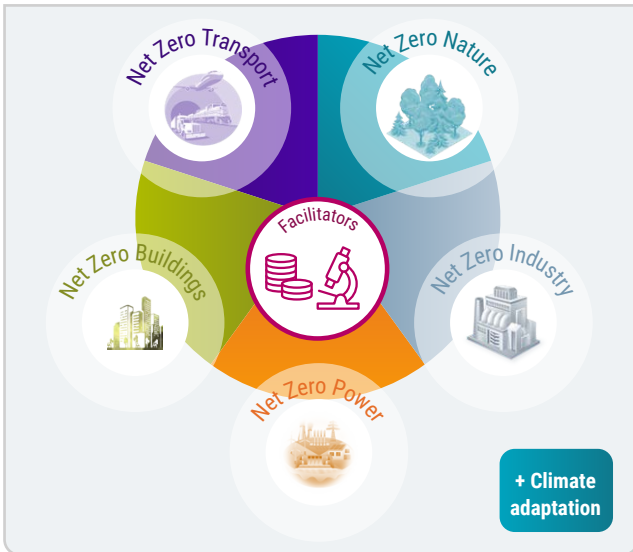 Net Zero Transport
Net Zero Nature
Facilitators
Net Zero Buildings
Net Zero Industry
Net Zero Power
+ Climate
adaptation